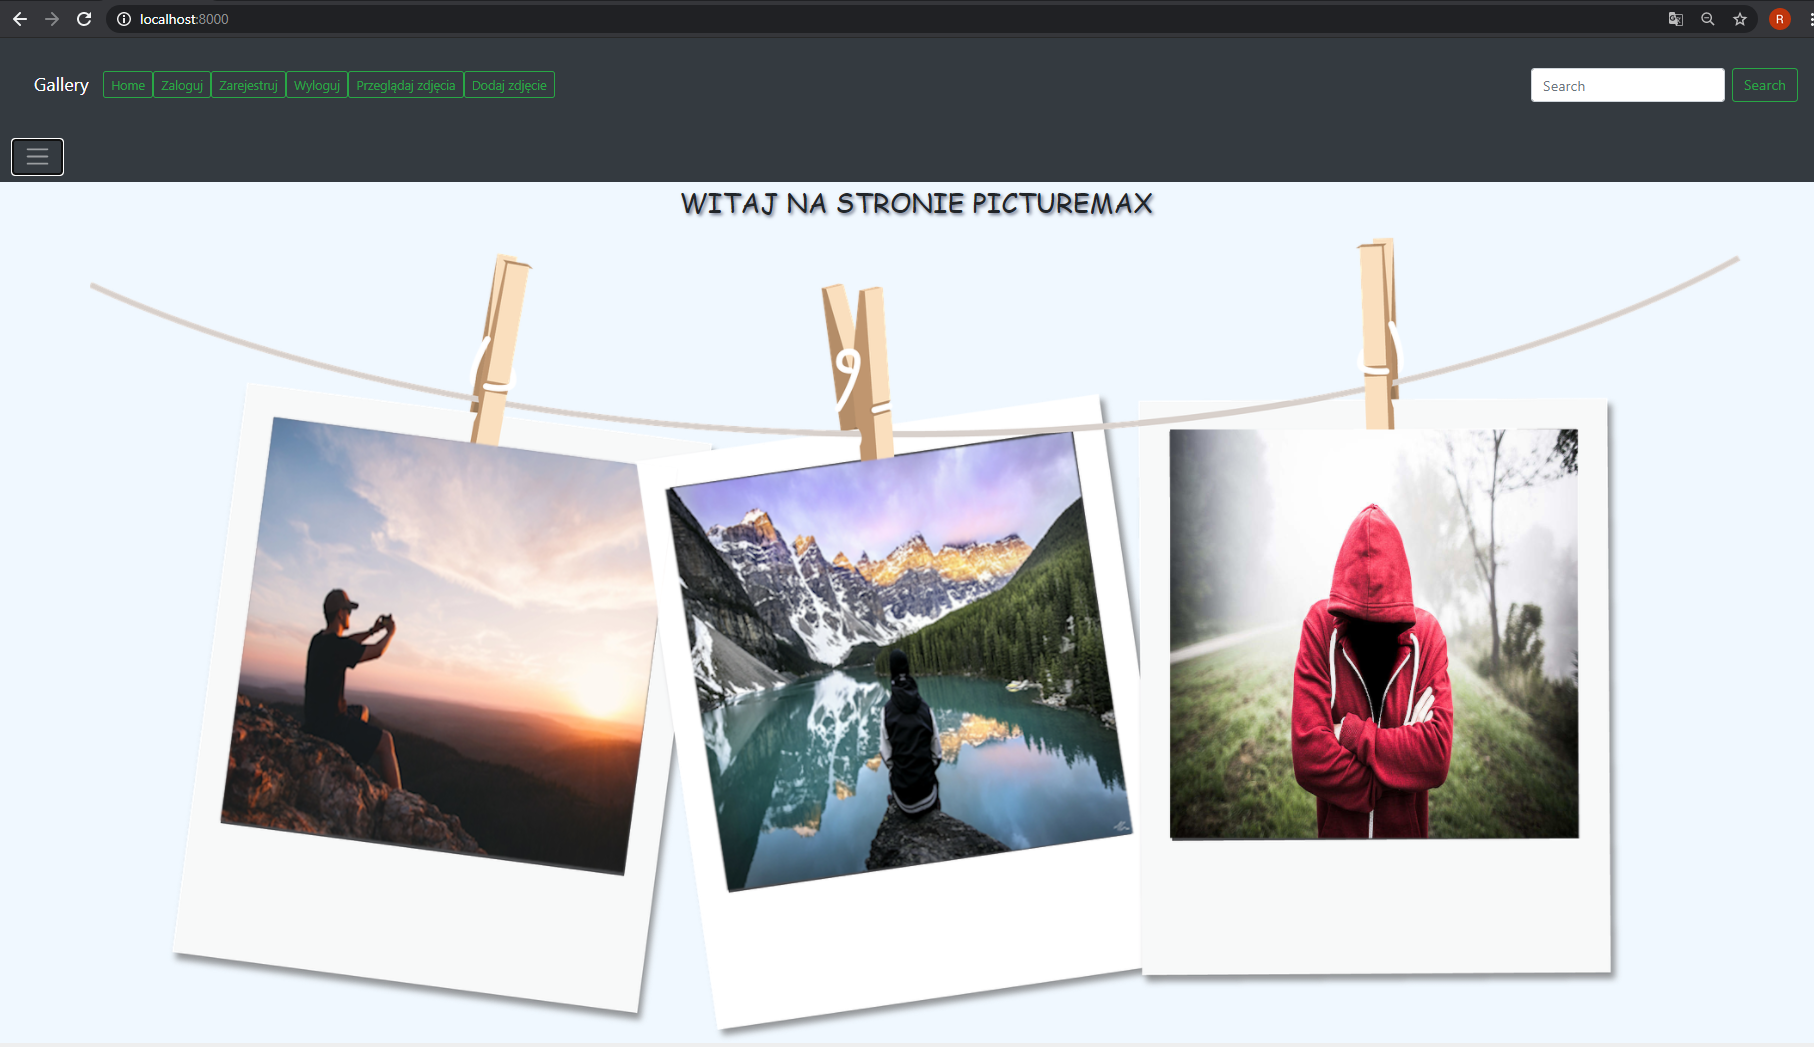 localhost:8000
R
Gallery Home Zaloguj Zarejestruj Wyloguj Przeglądaj zdjęcia Dodaj zdjęcie Search Search
WITAJ NA STRONIE PICTUREMAX